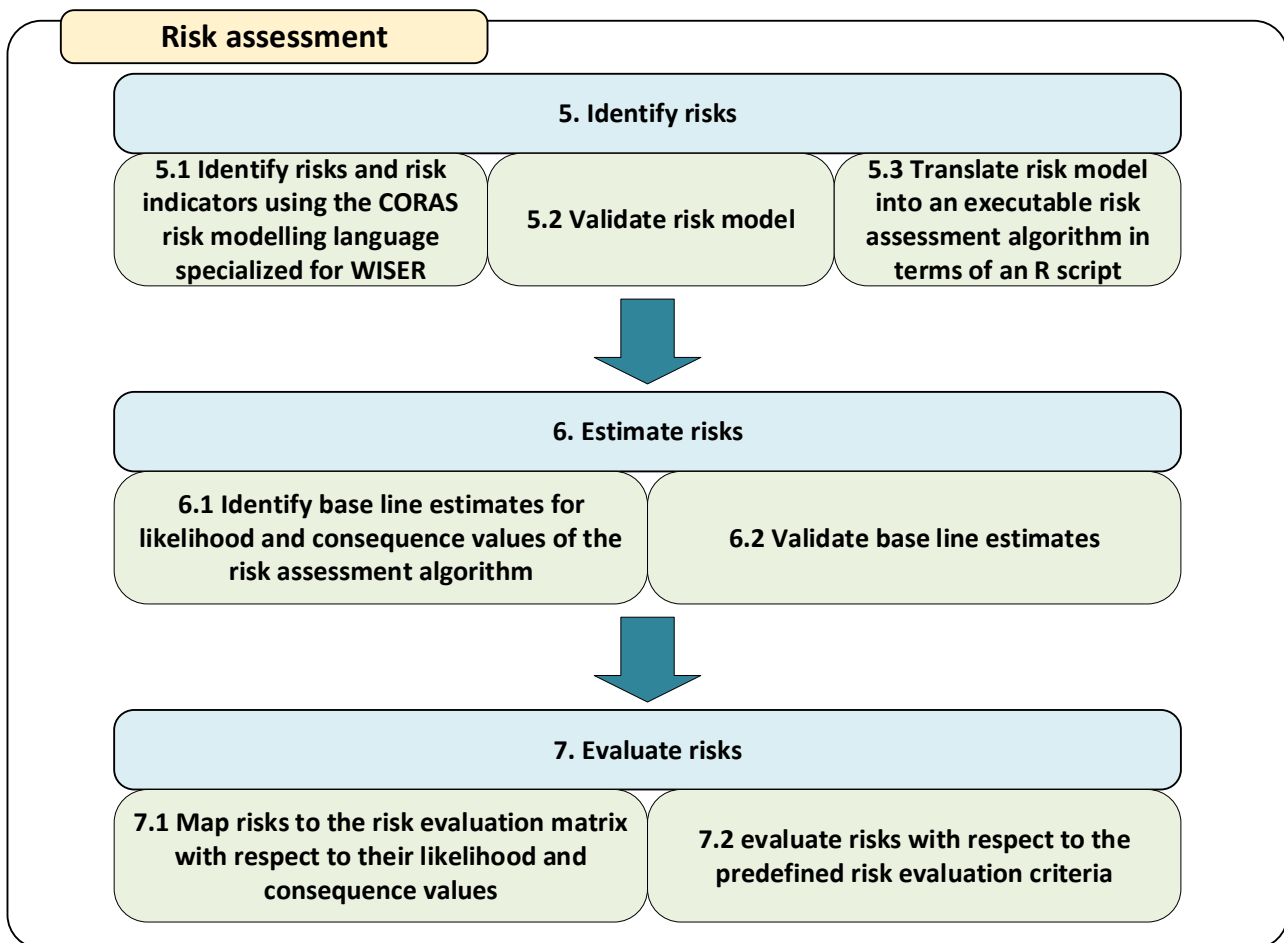 Risk assessment
5. Identify risks
5.1 Identify risks and risk
indicators using the CORAS
risk modelling language
specialized for WISER
5.2 Validate risk model
5.3 Translate risk model
into an executable risk
assessment algorithm in
terms of an R script
6. Estimate risks
6.1 Identify base line estimates for
likelihood and consequence values of the
risk assessment algorithm
6.2 Validate base line estimates
7. Evaluate risks
7.1 Map risks to the risk evaluation matrix
with respect to their likelihood and
consequence values
7.2 evaluate risks with respect to the
predefined risk evaluation criteria